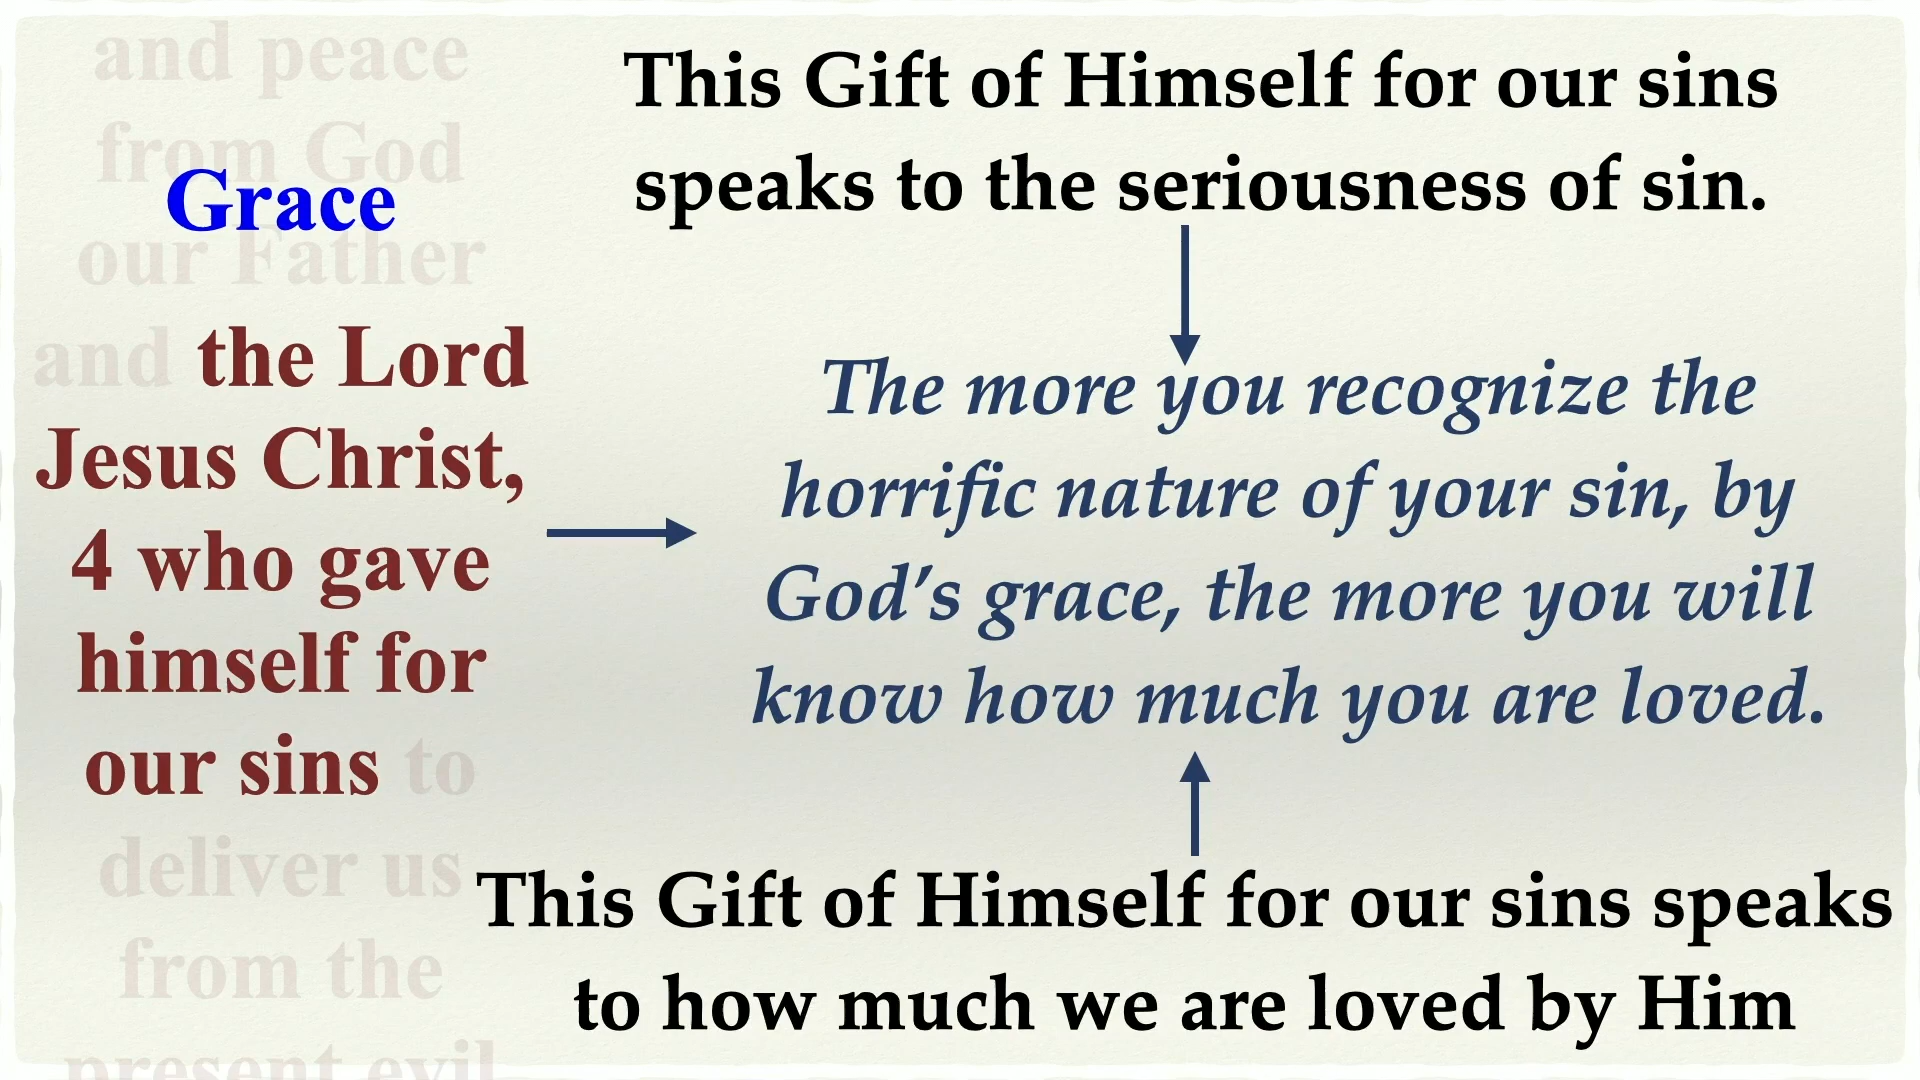 and peace
from God
Grace
our Father
and the Lord
Jesus Christ,
4 who gave
himself for
our sins to
deliver us
from the
present evil
This Gift of Himself for our sins
speaks to the seriousness of sin.
The more you recognize the
horrific nature of your sin, by
God’s grace, the more you will
know how much you are loved.
This Gift of Himself for our sins speaks
to how much we are loved by Him